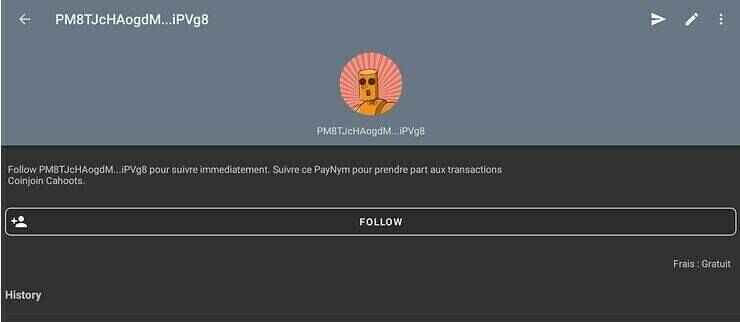 PM8TJcHAogdM...iPVg8
PM8TJcHAogdM...iPVg8
Follow PM8TJcHAogdM...iPVg8 pour suivre immediatement. Suivre ce PayNym pour prendre part aux transactions
Coinjoin Cahoots.
FOLLOW
Frais : Gratuit
History